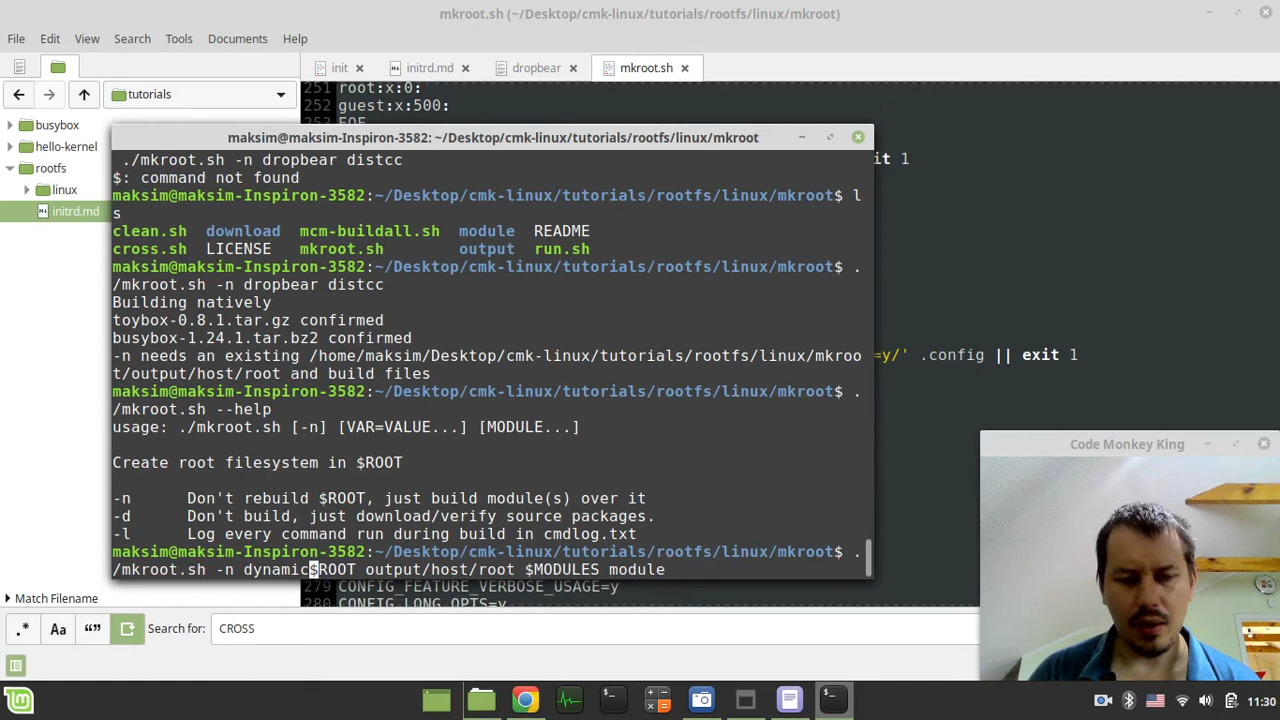 mkroot.sh (~/Desktop/cmk-linux/tutorials/rootfs/linux/mkroot)
File Edit View Search Tools Documents Help
init
initrd.md
dropbear
mkroot.sh
tutorials
busybox
hello-kernel
rootfs
linux
initrd.md
251 root:x:0:
252 guest:x:500:
253 EOF
it 1
=y/' .config || exit 1
maksim@maksim-Inspiron-3582: ~/Desktop/cmk-linux/tutorials/rootfs/linux/mkroot
./mkroot.sh -n dropbear distcc
$: command not found
maksim@maksim-Inspiron-3582:~/Desktop/cmk-linux/tutorials/rootfs/linux/mkroot$ l
s
clean.sh download mcm-buildall.sh module README
cross.sh LICENSE mkroot.sh output run.sh
maksim@maksim-Inspiron-3582:~/Desktop/cmk-linux/tutorials/rootfs/linux/mkroot$ .
/mkroot.sh -n dropbear distcc
Building natively
toybox-0.8.1.tar.gz confirmed
busybox-1.24.1.tar.bz2 confirmed
-n needs an existing /home/maksim/Desktop/cmk-linux/tutorials/rootfs/linux/mkroo
t/output/host/root and build files
maksim@maksim-Inspiron-3582:~/Desktop/cmk-linux/tutorials/rootfs/linux/mkroot$ .
/mkroot.sh --help
usage: ./mkroot.sh [-n] [VAR=VALUE...] [MODULE...]
Create root filesystem in $ROOT
-n Don't rebuild $ROOT, just build module(s) over it
-d Don't build, just download/verify source packages.
-l Log every command run during build in cmdlog.txt
maksim@maksim-Inspiron-3582:~/Desktop/cmk-linux/tutorials/rootfs/linux/mkroot$ .
/mkroot.sh -n dynamic$ROOT output/host/root $MODULES module
279 CONFIG_FEATURE_VERBOSE_USAGE=y
280 CONFIG_LONG_OPTS=y
Code Monkey King
Match Filename
.* Aa “” Search for: CROSS
11:30